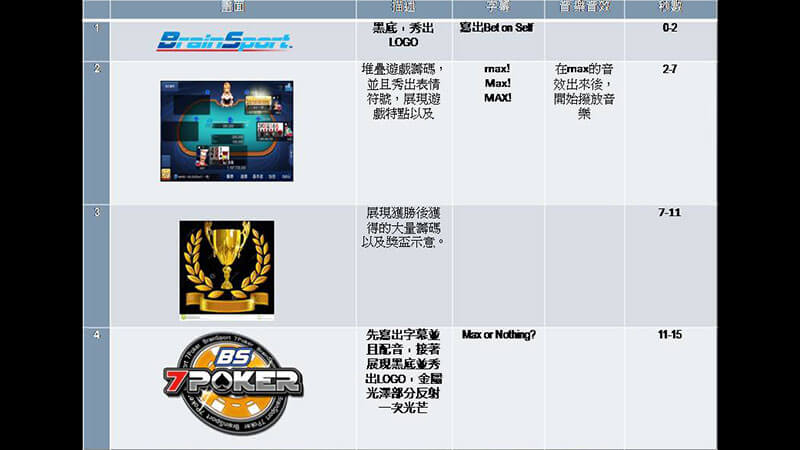 畫面 描述 字幕 音樂音效 秒數
1
BrainSport
黑底，秀出
LOGO
寫出Bet on Self
0-2
2
堆疊遊戲籌碼，
並且秀出表情
符號，展現遊
戲特點以及
max!
Max!
MAX!
在max的音
效出來後，
開始播放音
樂
2-7
3
展現獲勝後獲
得的大量籌碼
以及獎盃示意。
7-11
4
BrainSport 7Poker
BS
7POKER
7Poker BrainSport 7Poker
先寫出字幕並
且配音，接著
展現黑底並秀
出LOGO，金屬
光澤部分反射
一次光芒
Max or Nothing?
11-15